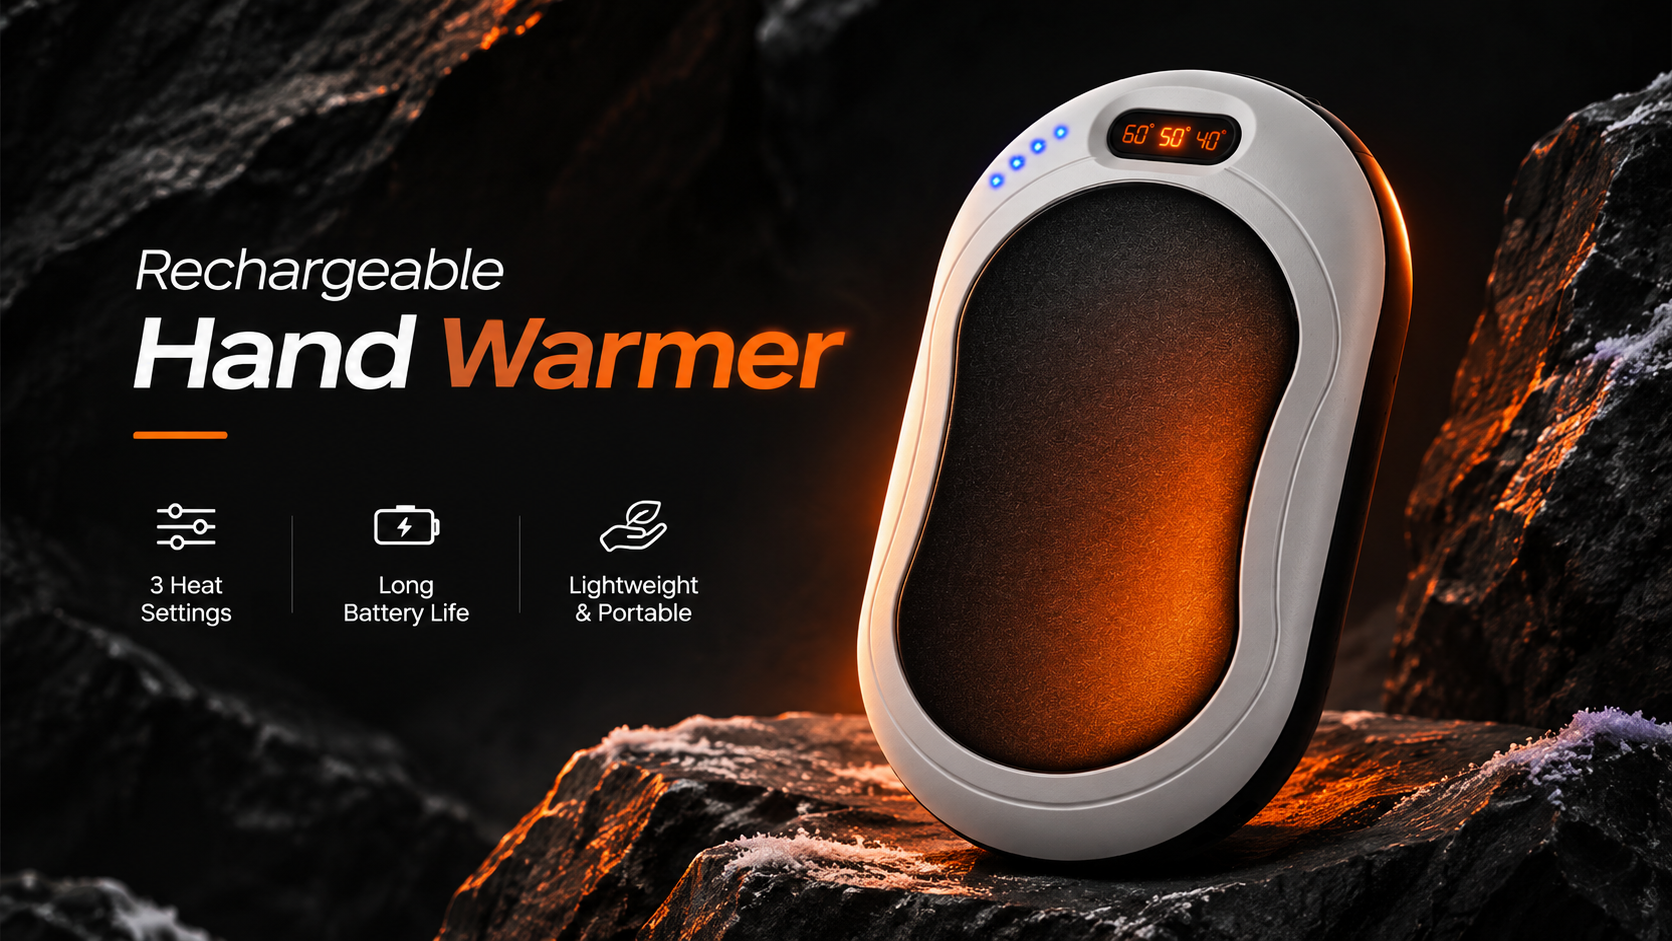 Rechargeable
Hand Warmer
3 Heat
Settings
Long
Battery Life
Lightweight
& Portable
60° 50° 40°